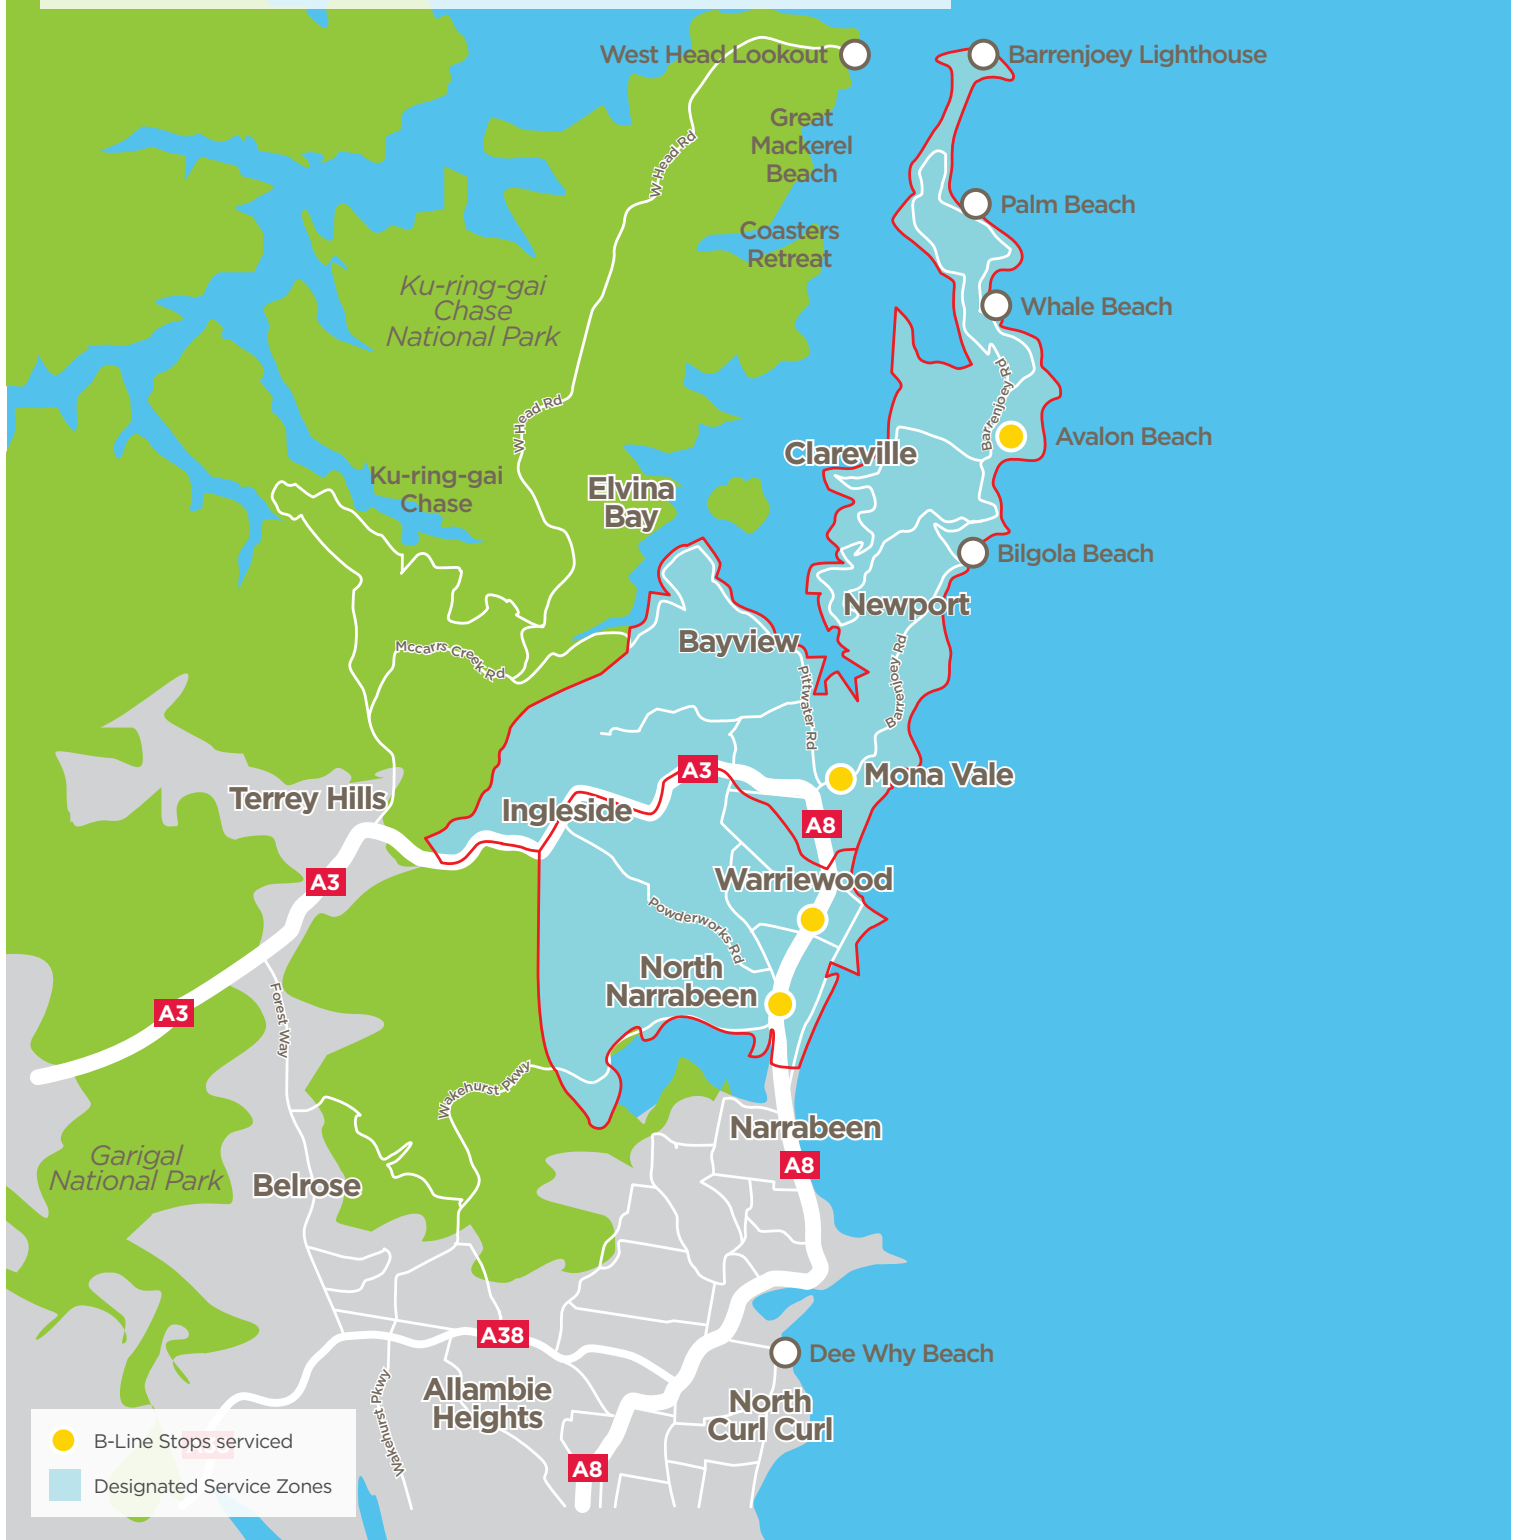 West Head Lookout
Barrenjoey Lighthouse
Great
Mackerel
Beach
W Head Rd
Palm Beach
Coasters
Retreat
Ku-ring-gai
Chase
National Park
Whale Beach
Barrenjoey Rd
W Head Rd
Avalon Beach
Clareville
Ku-ring-gai
Chase
Elvina
Bay
Bilgola Beach
Newport
Bayview
Mccarrs Creek Rd
Pittwater Rd
Barrenjoey Rd
A3
Mona Vale
Terrey Hills
Ingleside
A8
A3
Warriewood
Powderworks Rd
North
Narrabeen
A3
Forest Way
Wakehurst Pkwy
Narrabeen
Garigal
National Park
A8
Belrose
A38
Dee Why Beach
Wakehurst Pkwy
Allambie
Heights
North
Curl Curl
B-Line Stops serviced
A8
Designated Service Zones